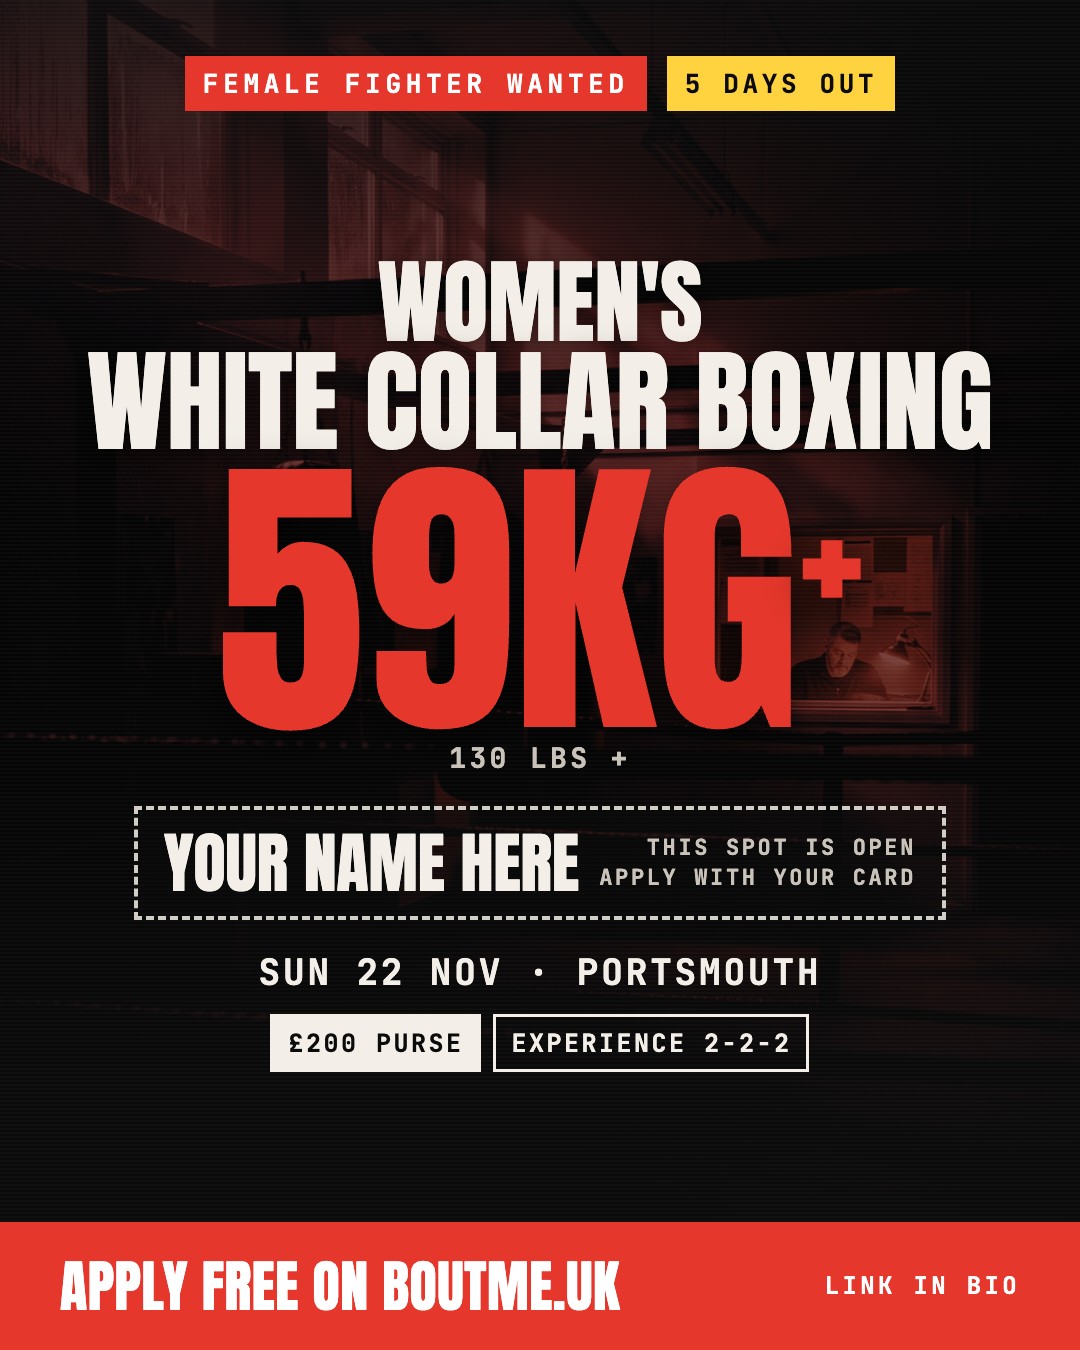 FEMALE FIGHTER WANTED
5 DAYS OUT
WOMEN'S
WHITE COLLAR BOXING
59KG+
130 LBS +
YOUR NAME HERE
THIS SPOT IS OPEN
APPLY WITH YOUR CARD
SUN 22 NOV · PORTSMOUTH
£200 PURSE
EXPERIENCE 2-2-2
APPLY FREE ON BOUTME.UK
LINK IN BIO